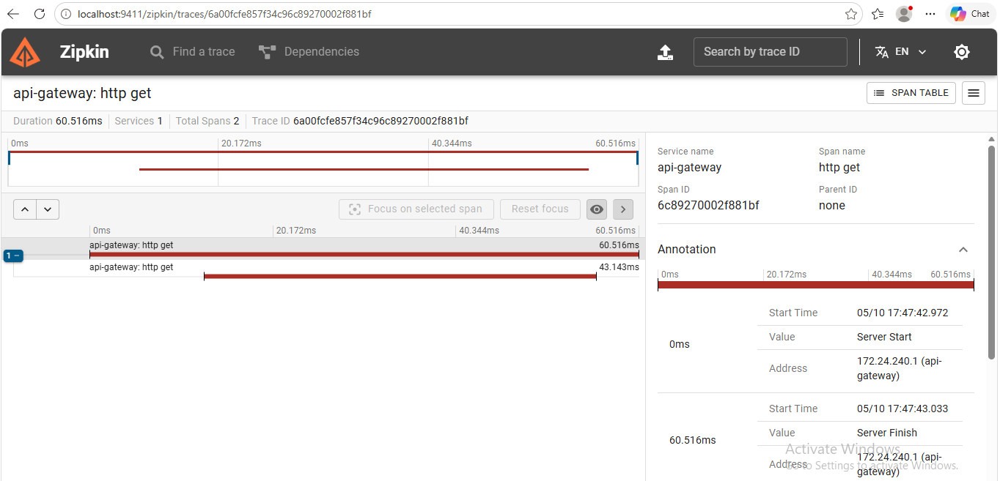 localhost:9411/zipkin/traces/6a00fcfe857f34c96c89270002f881bf
Chat
Zipkin
Find a trace
Dependencies
Search by trace ID
EN
api-gateway: http get
SPAN TABLE
Duration 60.516ms
Services 1
Total Spans 2
Trace ID 6a00fcfe857f34c96c89270002f881bf
0ms 20.172ms 40.344ms 60.516ms
Focus on selected span
Reset focus
0ms 20.172ms 40.344ms 60.516ms
api-gateway: http get 60.516ms
1 −
api-gateway: http get 43.143ms
Service name Span name
api-gateway http get
Span ID Parent ID
6c89270002f881bf none
Annotation
0ms 20.172ms 40.344ms 60.516ms
Start Time 05/10 17:47:42.972
0ms
Value Server Start
Address 172.24.240.1 (api-
gateway)
Start Time 05/10 17:47:43.033
60.516ms
Value Server Finish
Address 172.24.240.1 (api-
gateway)
Activate Windows
Go to Settings to activate Windows.